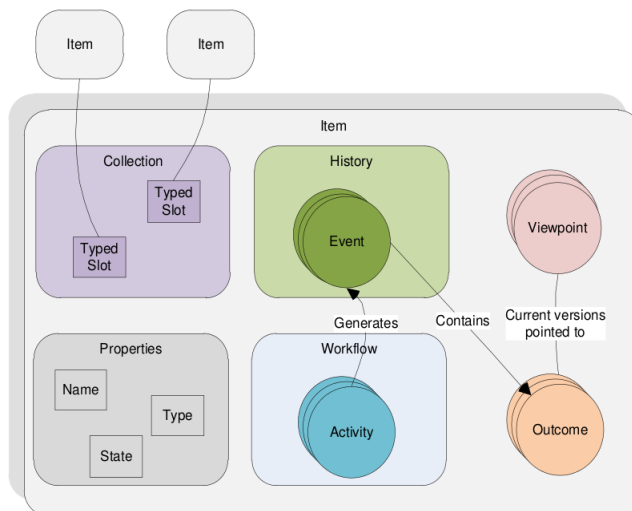 Item
Item
Item
Collection
Typed
Slot
Typed
Slot
History
Event
Viewpoint
Generates
Contains
Current versions
pointed to
Properties
Name
Type
State
Workflow
Activity
Outcome